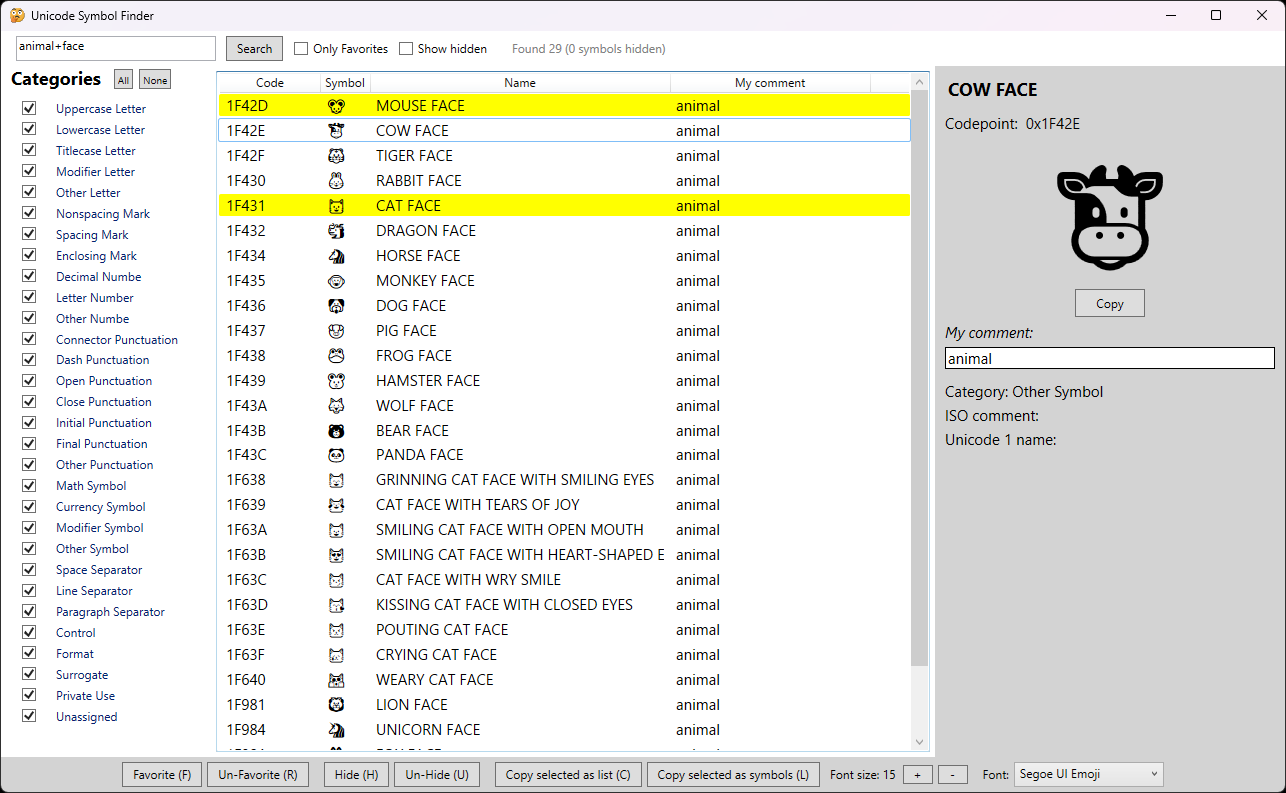 Unicode Symbol Finder
animal+face
Search
Only Favorites
Show hidden
Found 29 (0 symbols hidden)
Categories
All
None
Uppercase Letter
Lowercase Letter
Titlecase Letter
Modifier Letter
Other Letter
Nonspacing Mark
Spacing Mark
Enclosing Mark
Decimal Numbe
Letter Number
Other Numbe
Connector Punctuation
Dash Punctuation
Open Punctuation
Close Punctuation
Initial Punctuation
Final Punctuation
Other Punctuation
Math Symbol
Currency Symbol
Modifier Symbol
Other Symbol
Space Separator
Line Separator
Paragraph Separator
Control
Format
Surrogate
Private Use
Unassigned
Code Symbol Name My comment
1F42D MOUSE FACE animal
1F42E COW FACE animal
1F42F TIGER FACE animal
1F430 RABBIT FACE animal
1F431 CAT FACE animal
1F432 DRAGON FACE animal
1F434 HORSE FACE animal
1F435 MONKEY FACE animal
1F436 DOG FACE animal
1F437 PIG FACE animal
1F438 FROG FACE animal
1F439 HAMSTER FACE animal
1F43A WOLF FACE animal
1F43B BEAR FACE animal
1F43C PANDA FACE animal
1F638 GRINNING CAT FACE WITH SMILING EYES animal
1F639 CAT FACE WITH TEARS OF JOY animal
1F63A SMILING CAT FACE WITH OPEN MOUTH animal
1F63B SMILING CAT FACE WITH HEART-SHAPED E animal
1F63C CAT FACE WITH WRY SMILE animal
1F63D KISSING CAT FACE WITH CLOSED EYES animal
1F63E POUTING CAT FACE animal
1F63F CRYING CAT FACE animal
1F640 WEARY CAT FACE animal
1F981 LION FACE animal
1F984 UNICORN FACE animal
COW FACE
Codepoint: 0x1F42E
Copy
My comment:
animal
Category: Other Symbol
ISO comment:
Unicode 1 name:
Favorite (F)
Un-Favorite (R)
Hide (H)
Un-Hide (U)
Copy selected as list (C)
Copy selected as symbols (L)
Font size: 15
+
-
Font:
Segoe UI Emoji